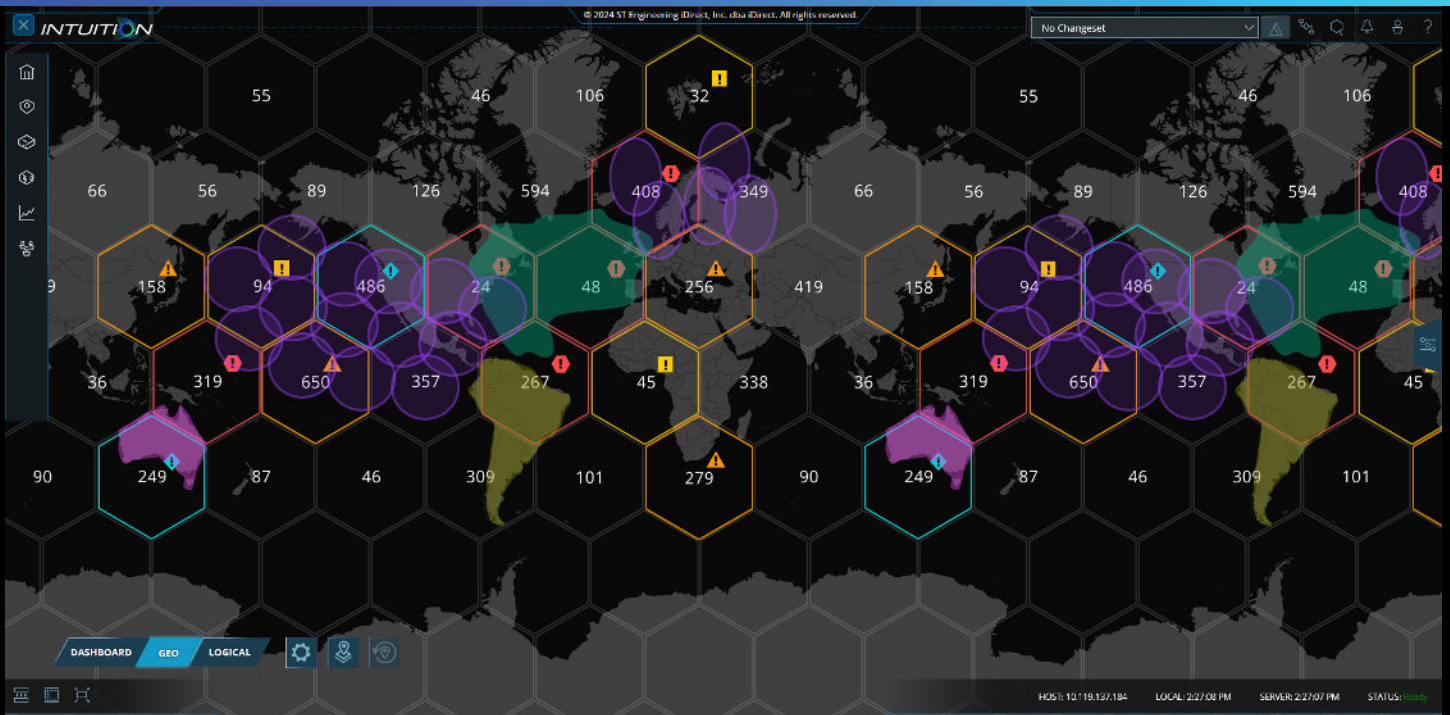 © 2024 ST Engineering iDirect, Inc. dba iDirect. All rights reserved.
INTUITION
No Changeset
55 46 106 32 55 46 106
66 56 89 126 594 408 349 66 56 89 126 594 408
9 158 94 486 24 48 256 419 158 94 486 24 48
36 319 650 357 267 45 338 36 319 650 357 267 45
90 249 87 46 309 101 279 90 249 87 46 309 101
DASHBOARD GEO LOGICAL
HOST: 10.119.137.184 LOCAL: 2:27:08 PM SERVER: 2:27:07 PM STATUS: Ready